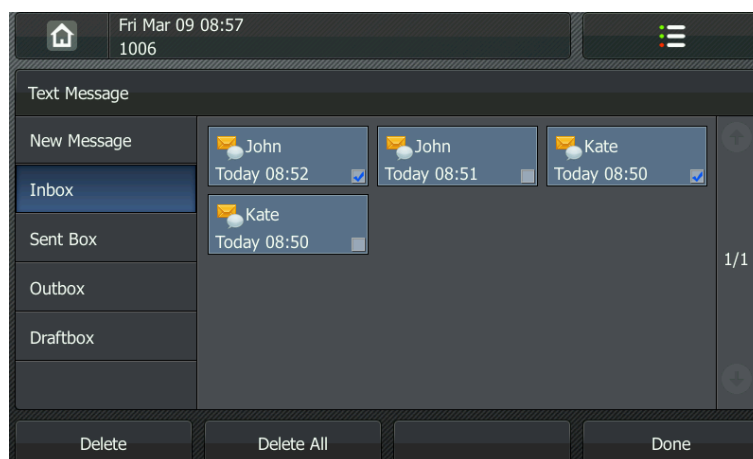 Fri Mar 09 08:57
1006
Text Message
New Message
Inbox
Sent Box
Outbox
Draftbox
John
Today 08:52
John
Today 08:51
Kate
Today 08:50
Kate
Today 08:50
1/1
Delete
Delete All
Done